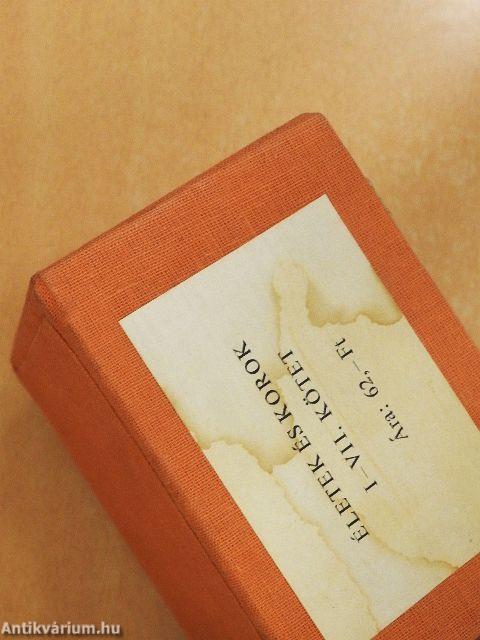 ÉLETEK ÉS KOROK
I–VII. KÖTET
Ára: 62,– Ft
Antikvárium.hu